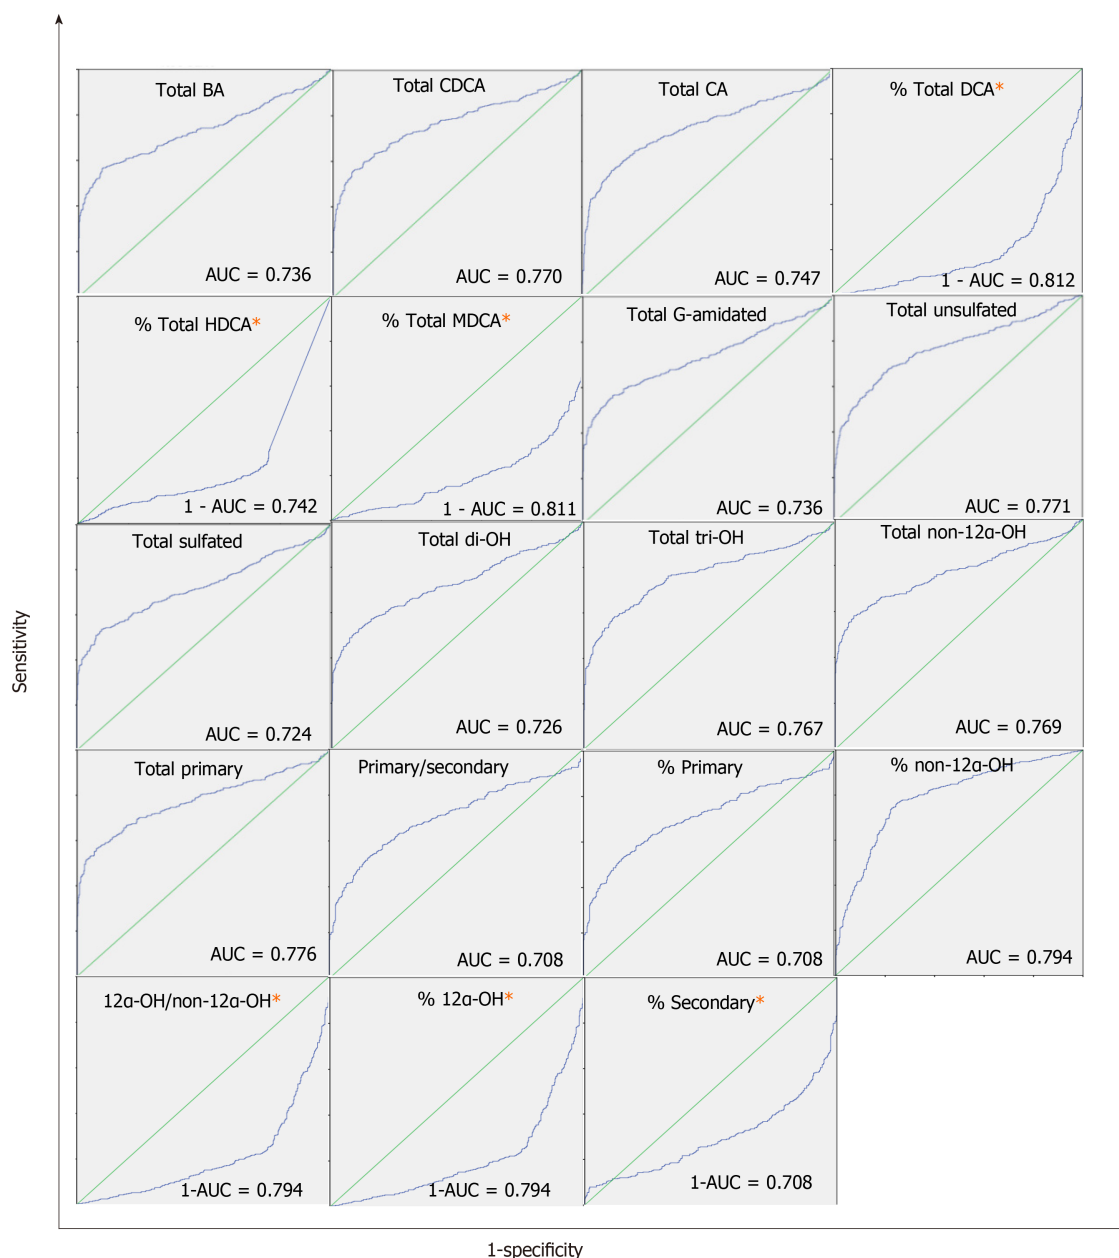 Total BA
Total CDCA
Total CA
% Total DCA*
AUC = 0.736
AUC = 0.770
AUC = 0.747
1 - AUC = 0.812
% Total HDCA*
% Total MDCA*
Total G-amidated
Total unsulfated
1 - AUC = 0.742
1 - AUC = 0.811
AUC = 0.736
AUC = 0.771
Total sulfated
Total di-OH
Total tri-OH
Total non-12α-OH
AUC = 0.724
AUC = 0.726
AUC = 0.767
AUC = 0.769
Total primary
Primary/secondary
% Primary
% non-12α-OH
AUC = 0.776
AUC = 0.708
AUC = 0.708
AUC = 0.794
12α-OH/non-12α-OH*
% 12α-OH*
% Secondary*
1-AUC = 0.794
1-AUC = 0.794
1-AUC = 0.708
Sensitivity
1-specificity